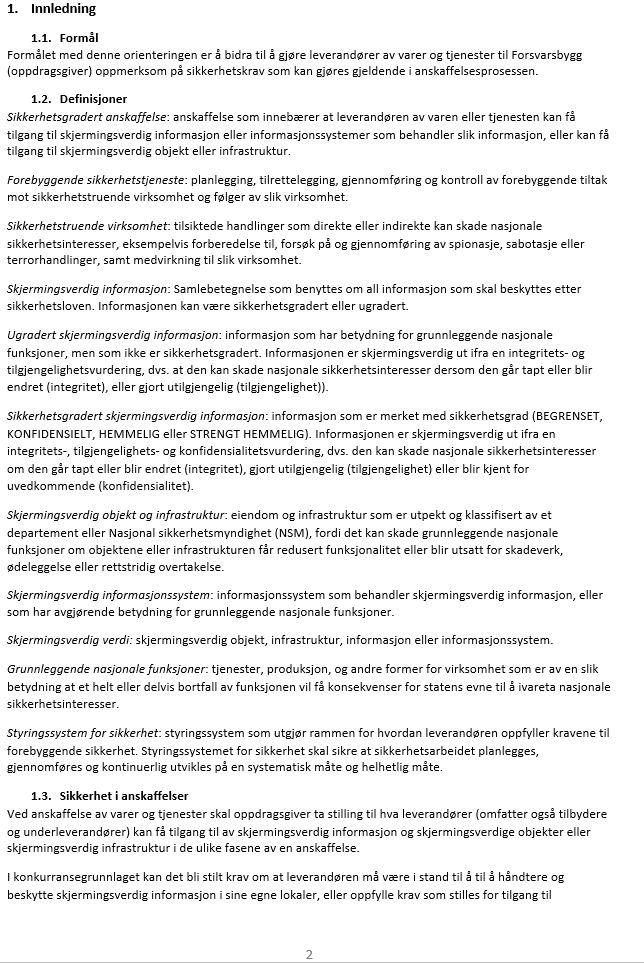 1. Innledning
1.1. Formål
Formålet med denne orienteringen er å bidra til å gjøre leverandører av varer og tjenester til Forsvarsbygg
(oppdragsgiver) oppmerksom på sikkerhetskrav som kan gjøres gjeldende i anskaffelsesprosessen.
1.2. Definisjoner
Sikkerhetsgradert anskaffelse: anskaffelse som innebærer at leverandøren av varen eller tjenesten kan få
tilgang til skjermingsverdig informasjon eller informasjonssystemer som behandler slik informasjon, eller kan få
tilgang til skjermingsverdig objekt eller infrastruktur.
Forebyggende sikkerhetstjeneste: planlegging, tilrettelegging, gjennomføring og kontroll av forebyggende tiltak
mot sikkerhetstruende virksomhet og følger av slik virksomhet.
Sikkerhetstruende virksomhet: tilsiktede handlinger som direkte eller indirekte kan skade nasjonale
sikkerhetsinteresser, eksempelvis forberedelse til, forsøk på og gjennomføring av spionasje, sabotasje eller
terrorhandlinger, samt medvirkning til slik virksomhet.
Skjermingsverdig informasjon: Samlebetegnelse som benyttes om all informasjon som skal beskyttes etter
sikkerhetsloven. Informasjonen kan være sikkerhetsgradert eller ugradert.
Ugradert skjermingsverdig informasjon: informasjon som har betydning for grunnleggende nasjonale
funksjoner, men som ikke er sikkerhetsgradert. Informasjonen er skjermingsverdig ut ifra en integritets- og
tilgjengelighetsvurdering, dvs. at den kan skade nasjonale sikkerhetsinteresser dersom den går tapt eller blir
endret (integritet), eller gjort utilgjengelig (tilgjengelighet)).
Sikkerhetsgradert skjermingsverdig informasjon: informasjon som er merket med sikkerhetsgrad (BEGRENSET,
KONFIDENSIELT, HEMMELIG eller STRENGT HEMMELIG). Informasjonen er skjermingsverdig ut ifra en
integritets-, tilgjengelighets- og konfidensialitetsvurdering, dvs. den kan skade nasjonale sikkerhetsinteresser
om den går tapt eller blir endret (integritet), gjort utilgjengelig (tilgjengelighet) eller blir kjent for
uvedkommende (konfidensialitet).
Skjermingsverdig objekt og infrastruktur: eiendom og infrastruktur som er utpekt og klassifisert av et
departement eller Nasjonal sikkerhetsmyndighet (NSM), fordi det kan skade grunnleggende nasjonale
funksjoner om objektene eller infrastrukturen får redusert funksjonalitet eller blir utsatt for skadeverk,
ødeleggelse eller rettstridig overtakelse.
Skjermingsverdig informasjonssystem: informasjonssystem som behandler skjermingsverdig informasjon, eller
som har avgjørende betydning for grunnleggende nasjonale funksjoner.
Skjermingsverdig verdi: skjermingsverdig objekt, infrastruktur, informasjon eller informasjonssystem.
Grunnleggende nasjonale funksjoner: tjenester, produksjon, og andre former for virksomhet som er av en slik
betydning at et helt eller delvis bortfall av funksjonen vil få konsekvenser for statens evne til å ivareta nasjonale
sikkerhetsinteresser.
Styringssystem for sikkerhet: styringssystem som utgjør rammen for hvordan leverandøren oppfyller kravene til
forebyggende sikkerhet. Styringssystemet for sikkerhet skal sikre at sikkerhetsarbeidet planlegges,
gjennomføres og kontinuerlig utvikles på en systematisk måte og helhetlig måte.
1.3. Sikkerhet i anskaffelser
Ved anskaffelse av varer og tjenester skal oppdragsgiver ta stilling til hva leverandører (omfatter også tilbydere
og underleverandører) kan få tilgang til av skjermingsverdig informasjon og skjermingsverdige objekter eller
skjermingsverdig infrastruktur i de ulike fasene av en anskaffelse.
I konkurransegrunnlaget kan det bli stilt krav om at leverandøren må være i stand til å til å håndtere og
beskytte skjermingsverdig informasjon i sine egne lokaler, eller oppfylle krav som stilles for tilgang til
2